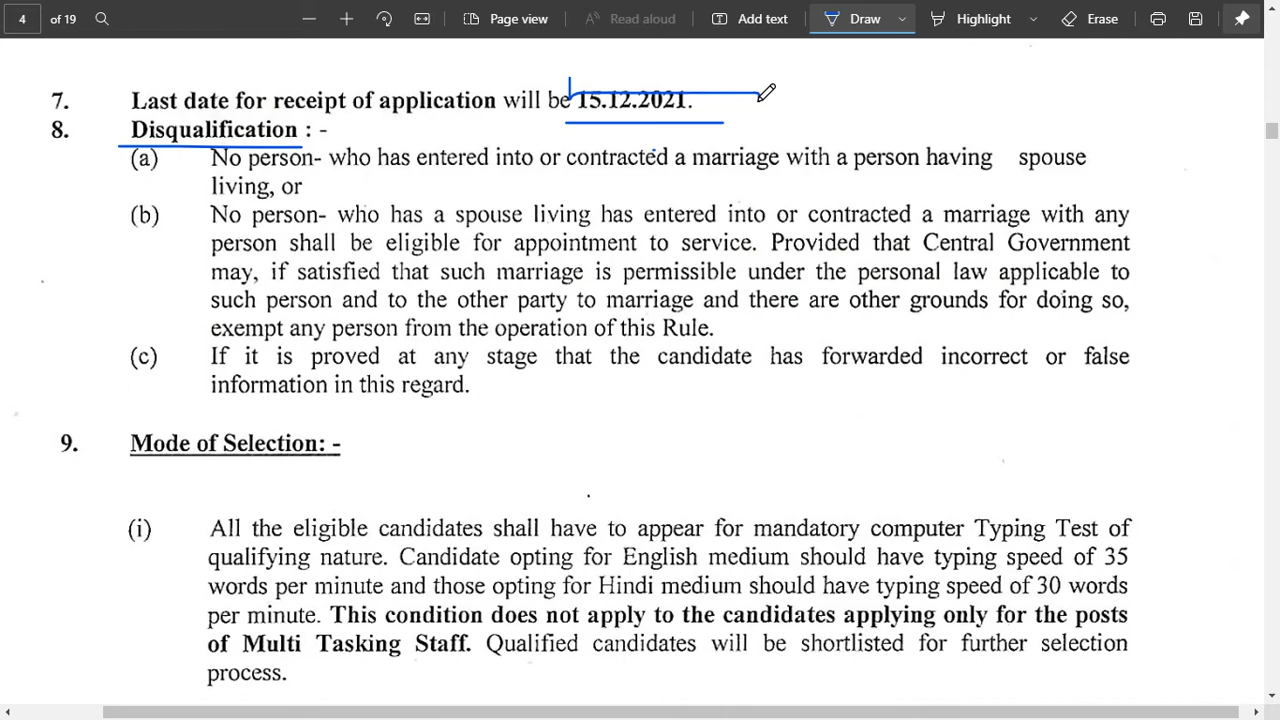 4 of 19 Page view Read aloud Add text Draw Highlight Erase
7. Last date for receipt of application will be 15.12.2021.
8. Disqualification : -
(a) No person- who has entered into or contracted a marriage with a person having spouse
living, or
(b) No person- who has a spouse living has entered into or contracted a marriage with any
person shall be eligible for appointment to service. Provided that Central Government
may, if satisfied that such marriage is permissible under the personal law applicable to
such person and to the other party to marriage and there are other grounds for doing so,
exempt any person from the operation of this Rule.
(c) If it is proved at any stage that the candidate has forwarded incorrect or false
information in this regard.
9. Mode of Selection: -
(i) All the eligible candidates shall have to appear for mandatory computer Typing Test of
qualifying nature. Candidate opting for English medium should have typing speed of 35
words per minute and those opting for Hindi medium should have typing speed of 30 words
per minute. This condition does not apply to the candidates applying only for the posts
of Multi Tasking Staff. Qualified candidates will be shortlisted for further selection
process.